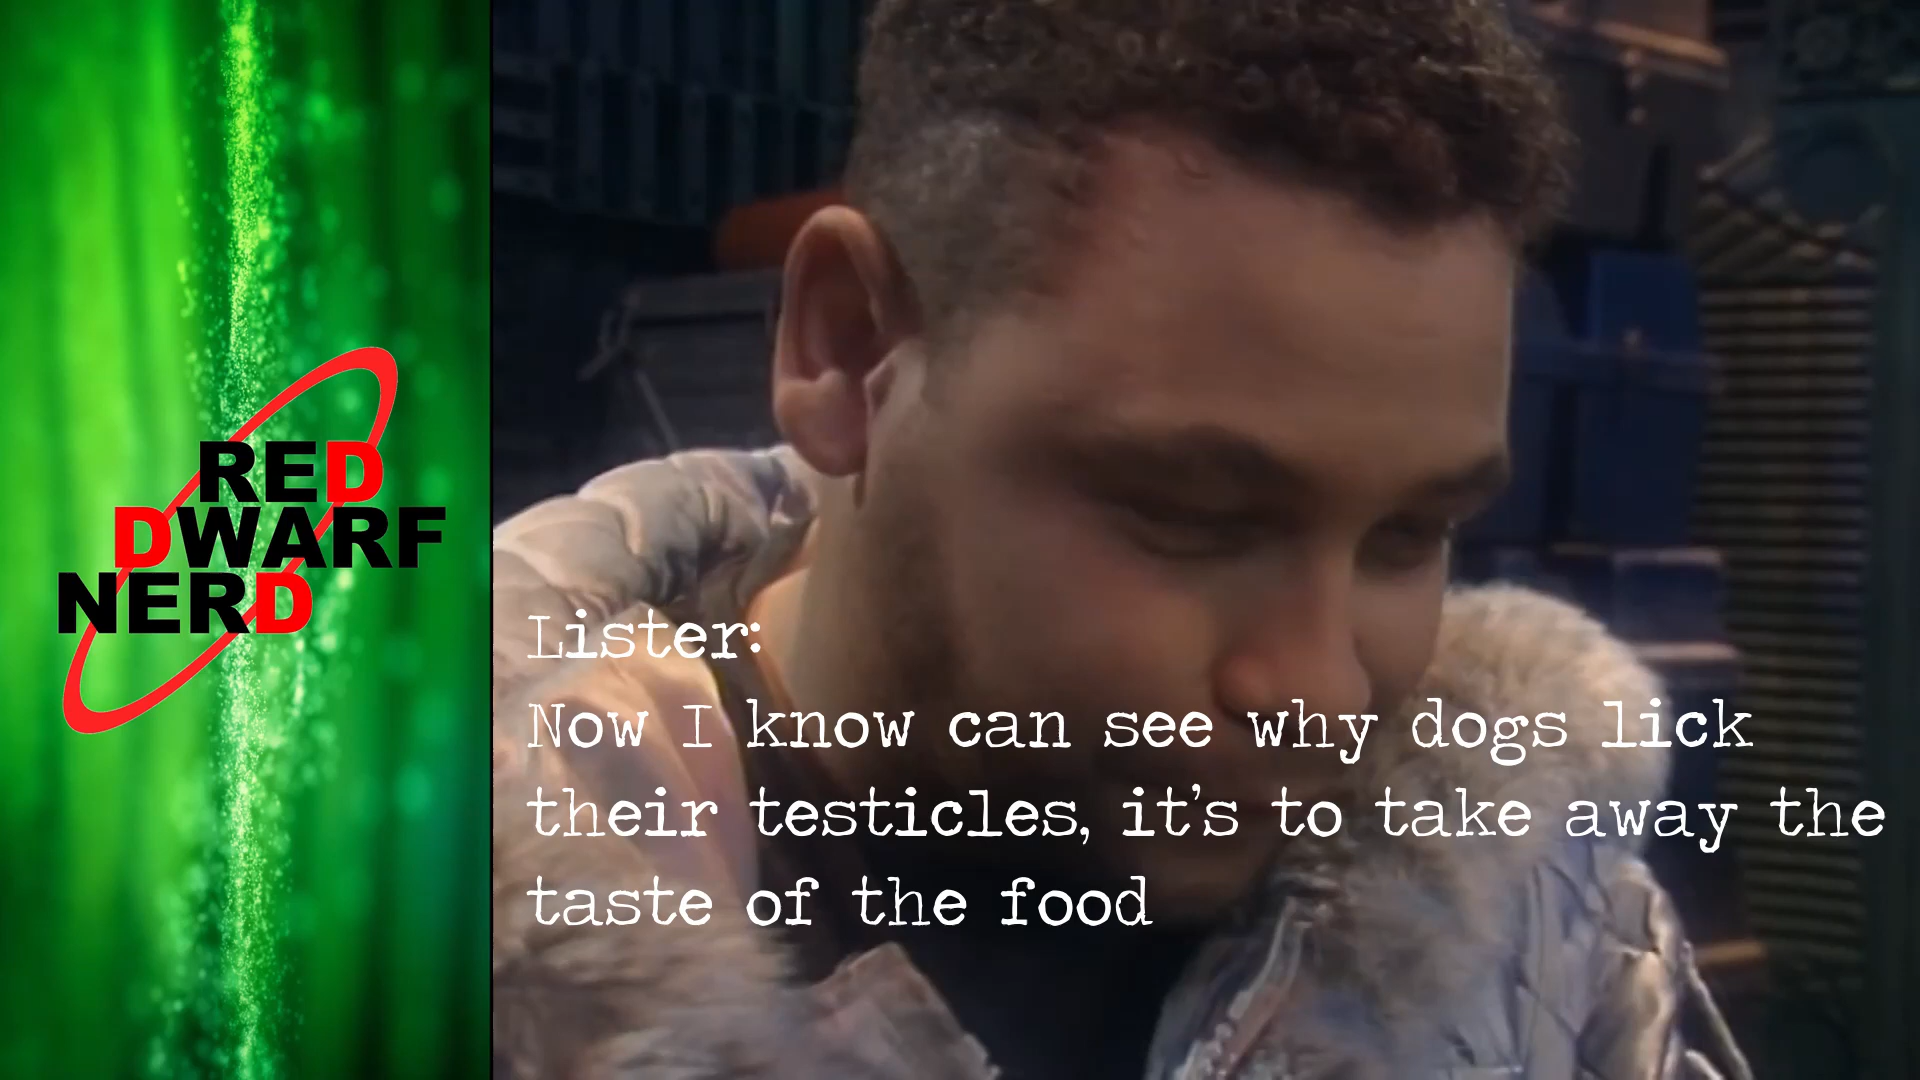 RED
DWARF
NERD
Lister:
Now I know can see why dogs lick
their testicles, it's to take away the
taste of the food